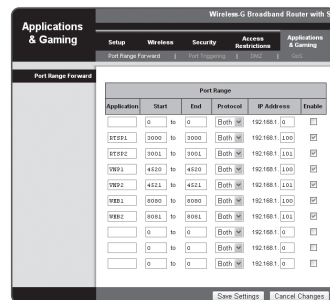 Wireless-G Broadband Router with S
Applications & Gaming
Setup Wireless Security Access Restrictions Applications & Gaming
Port Range Forward | Port Triggering | DMZ | QoS
Port Range Forward
Port Range
Application Start End Protocol IP Address Enable
0 to 0 Both 192.168.1. 0
RTSP1 3000 to 3000 Both 192.168.1. 100
RTSP2 3001 to 3001 Both 192.168.1. 101
VNP1 4520 to 4520 Both 192.168.1. 100
VNP2 4521 to 4521 Both 192.168.1. 101
WEB1 8080 to 8080 Both 192.168.1. 100
WEB2 8081 to 8081 Both 192.168.1. 101
0 to 0 Both 192.168.1. 0
0 to 0 Both 192.168.1. 0
0 to 0 Both 192.168.1. 0
Save Settings Cancel Changes